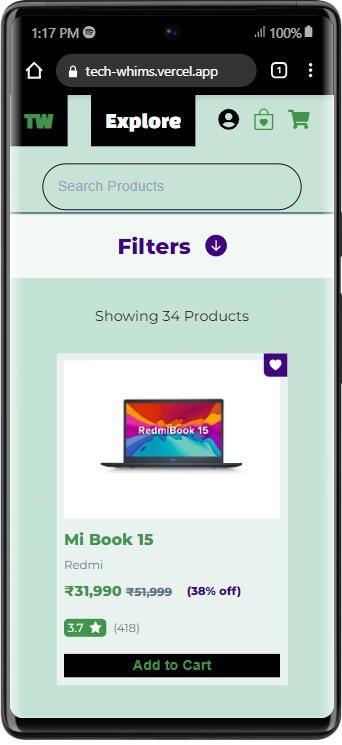 1:17 PM 100%
tech-whims.vercel.app 1
TW Explore
Search Products
Filters
Showing 34 Products
RedmiBook 15
Mi Book 15
Redmi
₹31,990 ₹51,999 (38% off)
3.7 (418)
Add to Cart